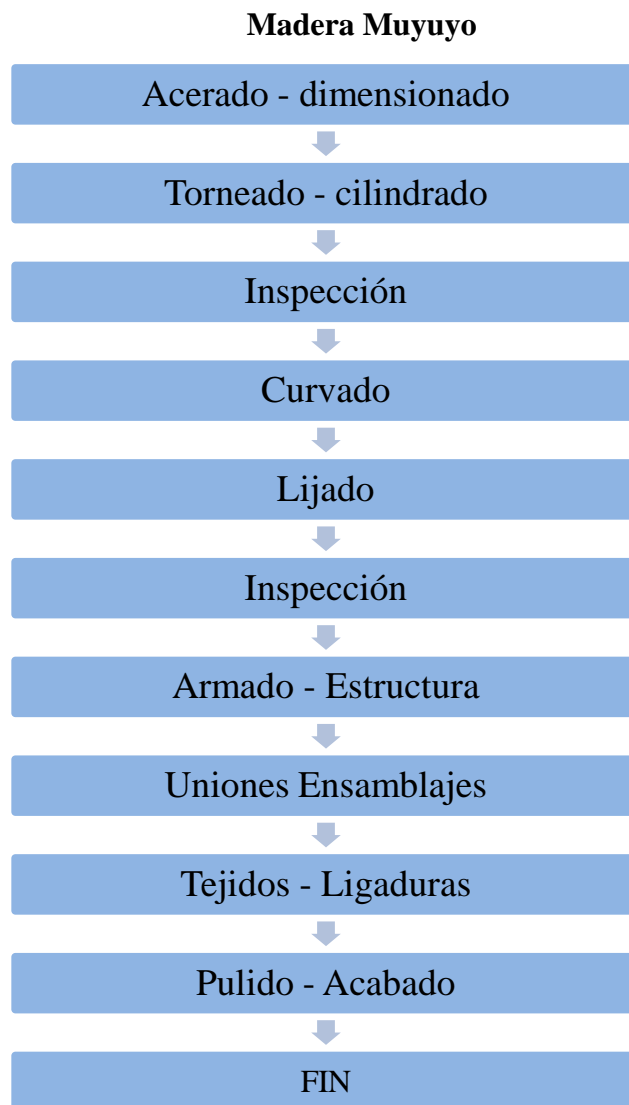 Madera Muyuyo
Acerado - dimensionado
Torneado - cilindrado
Inspección
Curvado
Lijado
Inspección
Armado - Estructura
Uniones Ensamblajes
Tejidos - Ligaduras
Pulido - Acabado
FIN